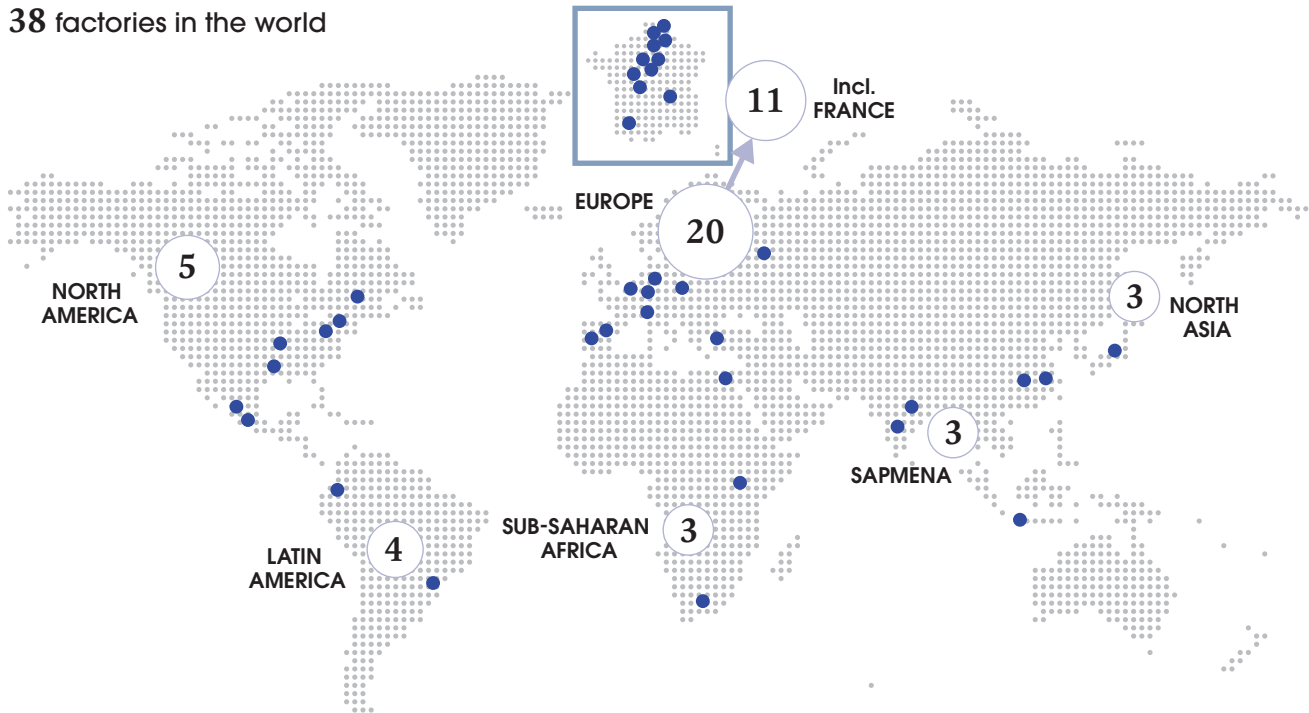 38 factories in the world
11
Incl.
FRANCE
EUROPE
20
5
NORTH
AMERICA
3
NORTH
ASIA
3
SAPMENA
SUB-SAHARAN
AFRICA
3
LATIN
AMERICA
4